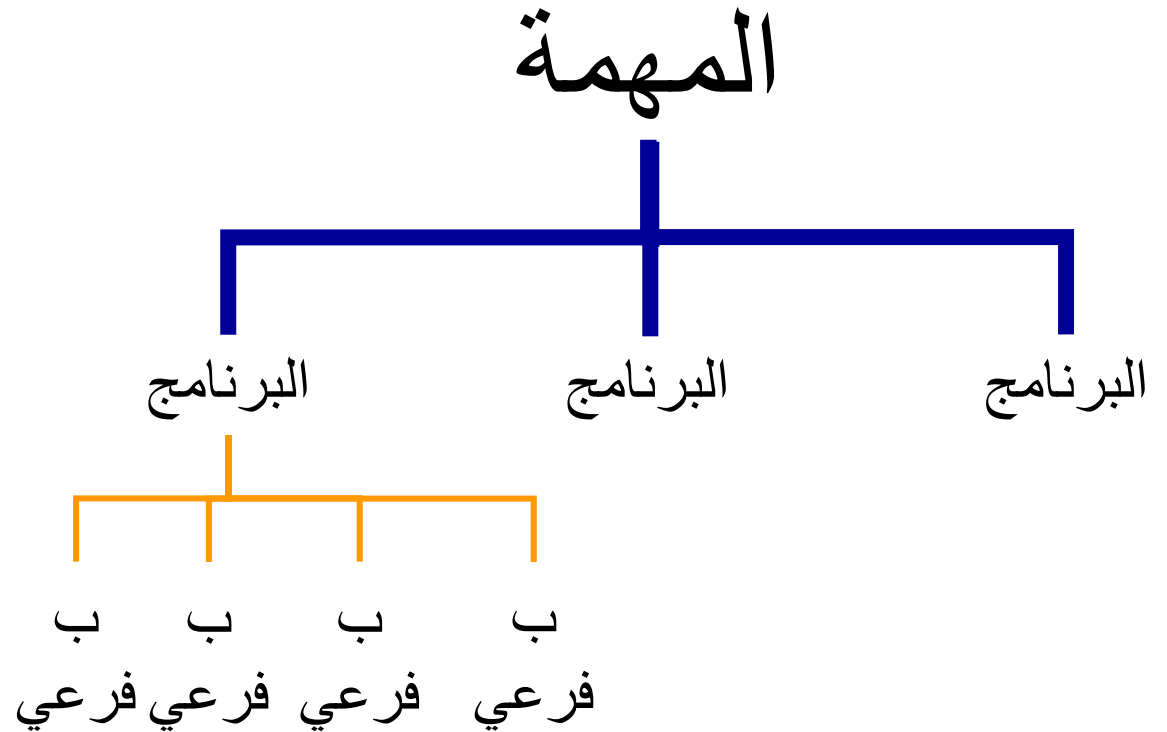 المهمة
البرنامج البرنامج البرنامج
ب ب ب ب
فرعي فرعي فرعي فرعي